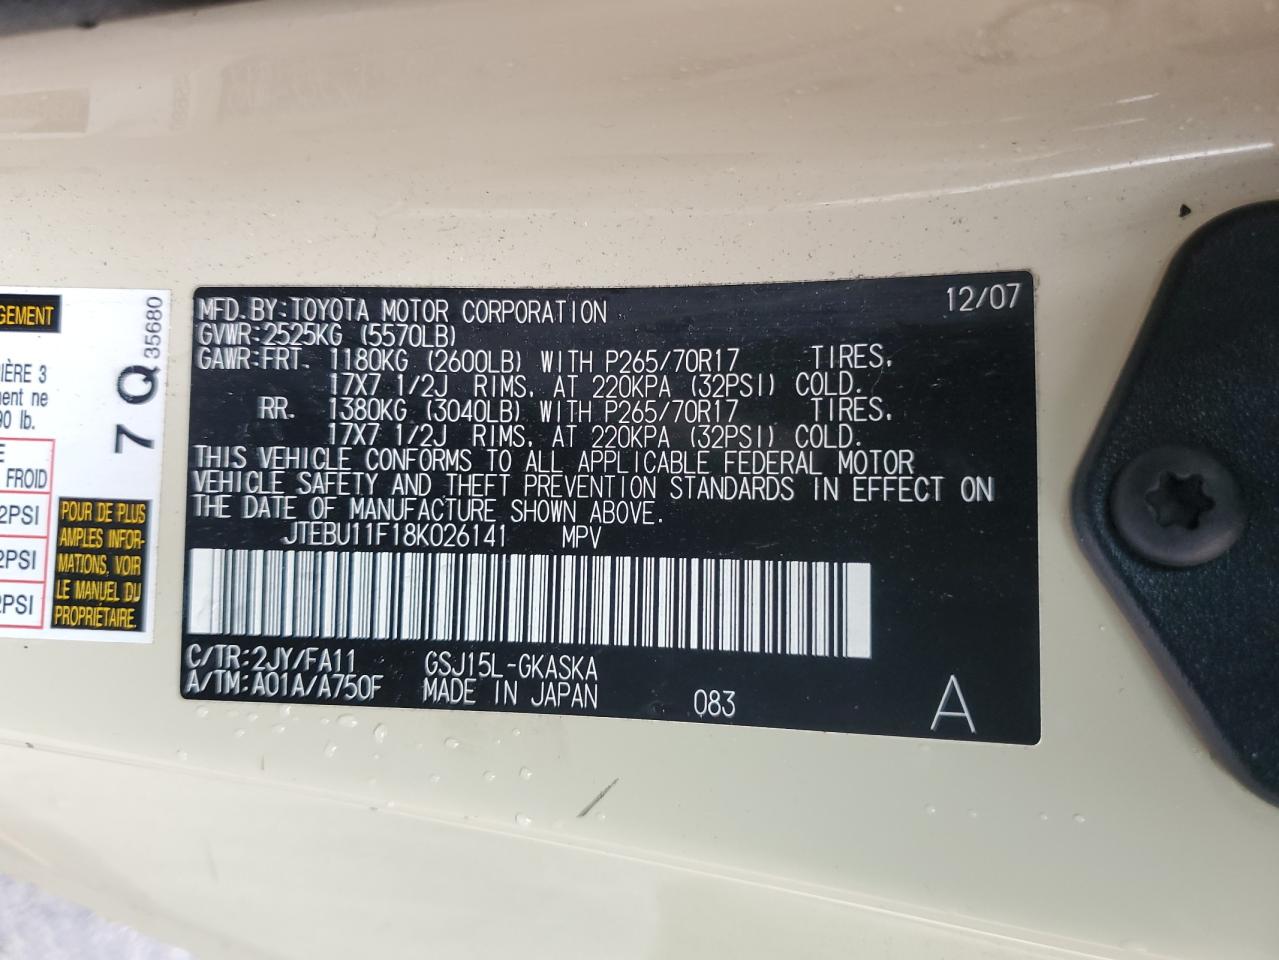 GEMENT
IÈRE 3
ent ne
90 lb.
E
FROID
2PSI
2PSI
2PSI
7 Q 35680
POUR DE PLUS
AMPLES INFOR-
MATIONS, VOIR
LE MANUEL DU
PROPRIÉTAIRE.
MFD. BY: TOYOTA MOTOR CORPORATION 12/07
GVWR: 2525KG (5570LB)
GAWR: FRT. 1180KG (2600LB) WITH P265/70R17 TIRES,
17X7 1/2J RIMS, AT 220KPA (32PSI) COLD.
RR. 1380KG (3040LB) WITH P265/70R17 TIRES,
17X7 1/2J RIMS, AT 220KPA (32PSI) COLD.
THIS VEHICLE CONFORMS TO ALL APPLICABLE FEDERAL MOTOR
VEHICLE SAFETY AND THEFT PREVENTION STANDARDS IN EFFECT ON
THE DATE OF MANUFACTURE SHOWN ABOVE.
JTEBU11F18K026141 MPV
C/TR: 2JY/FA11 GSJ15L-GKASKA
A/TM: A01A/A750F MADE IN JAPAN 083 A